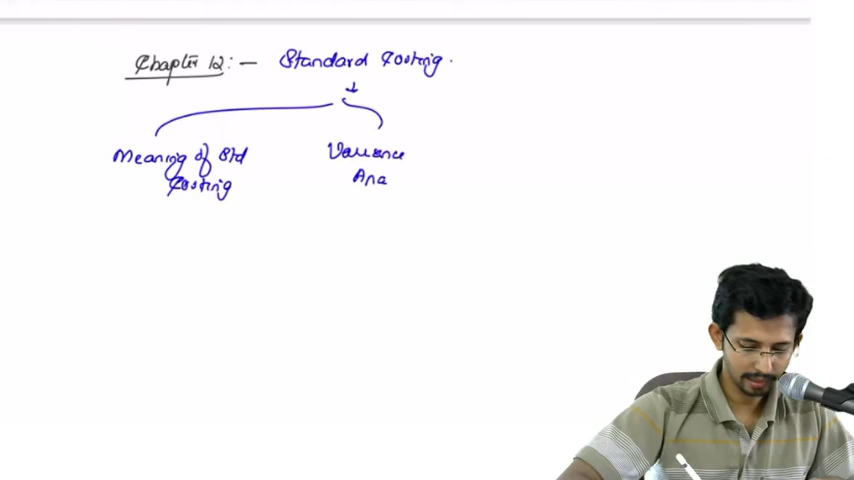 Chapter 12:- Standard Costing.
Meaning of Std
Costing
Variance
Ana